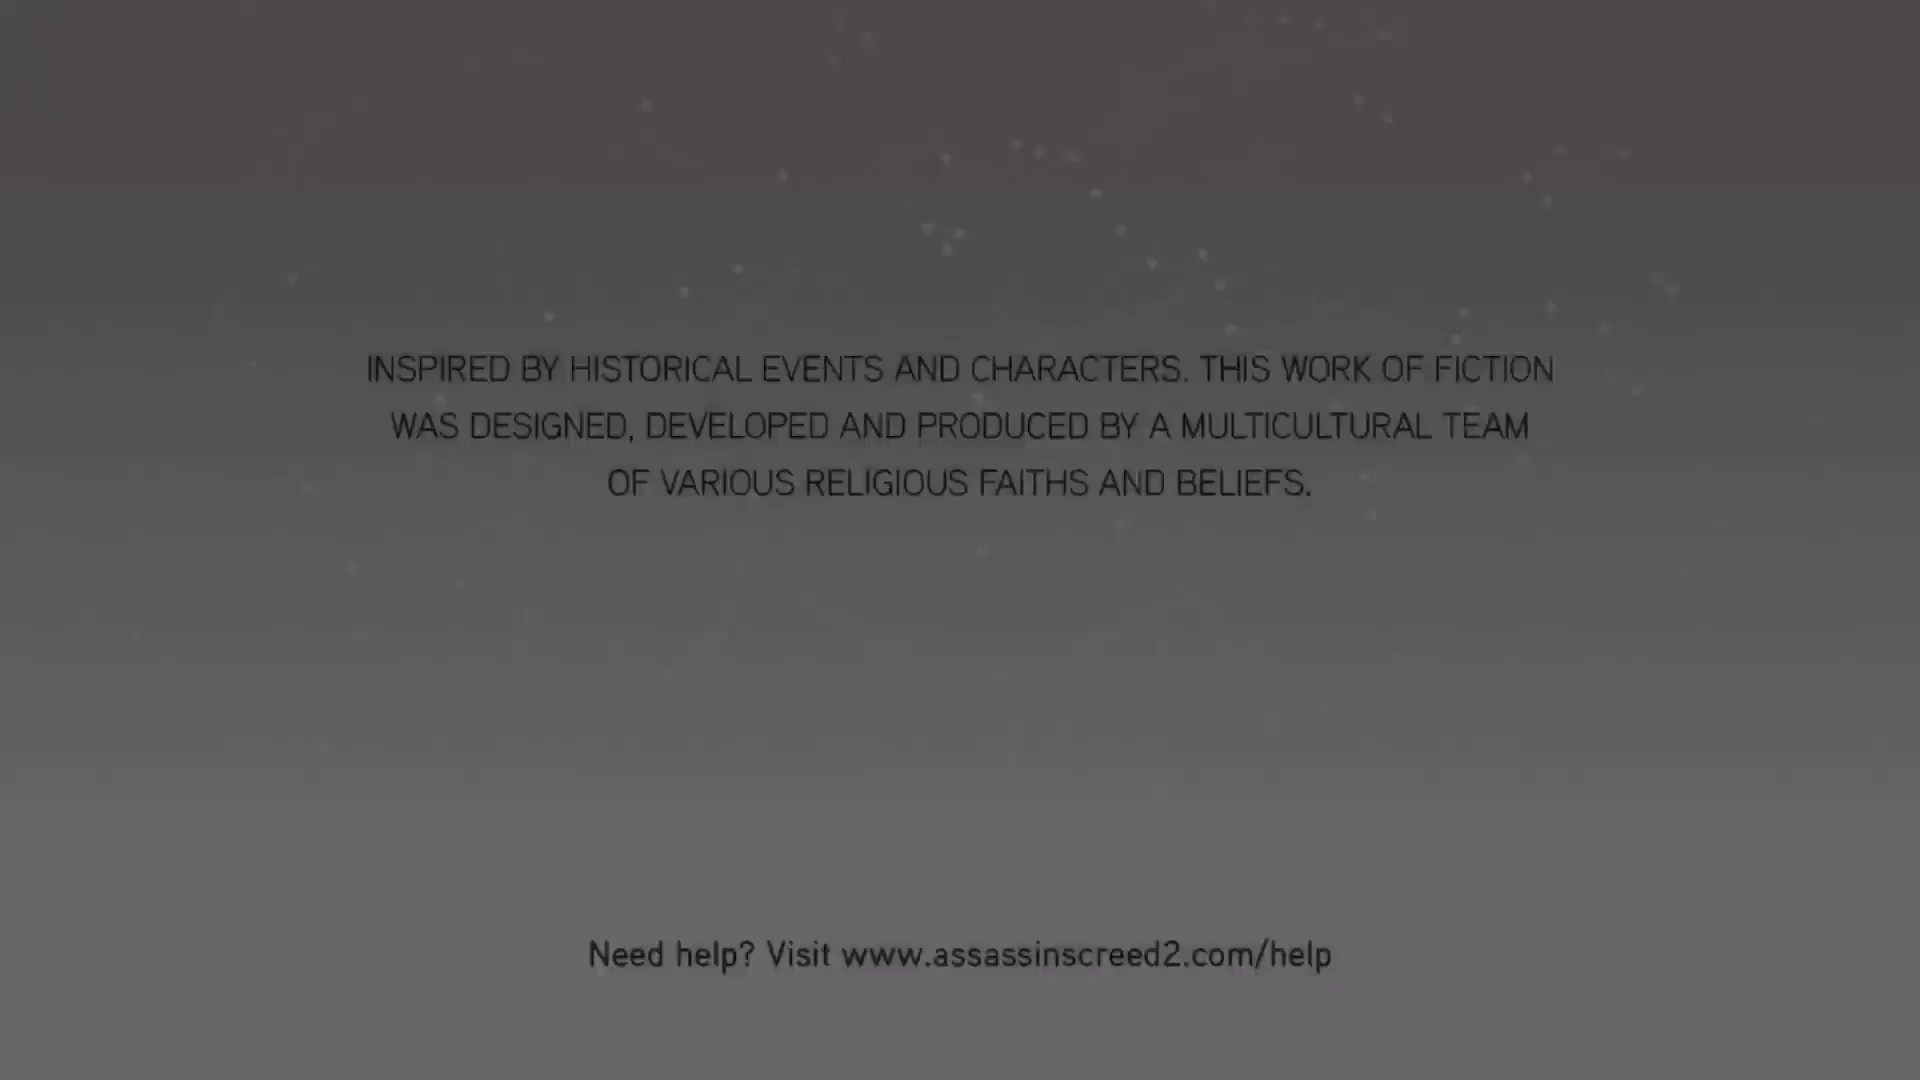 INSPIRED BY HISTORICAL EVENTS AND CHARACTERS. THIS WORK OF FICTION
WAS DESIGNED, DEVELOPED AND PRODUCED BY A MULTICULTURAL TEAM
OF VARIOUS RELIGIOUS FAITHS AND BELIEFS.
Need help? Visit www.assassinscreed2.com/help